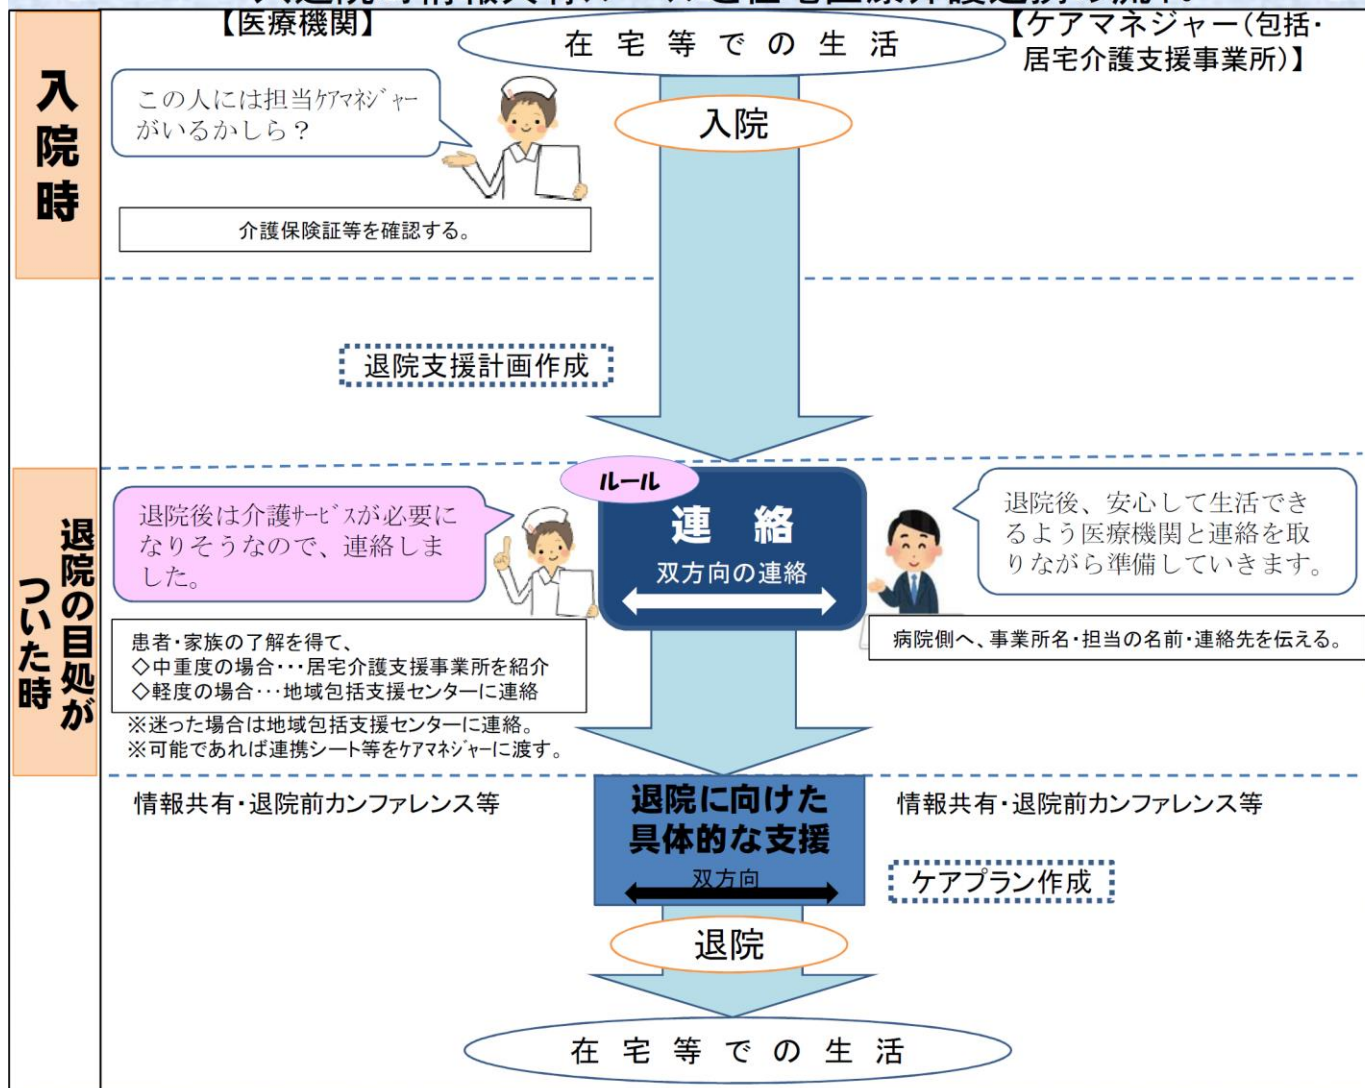 【医療機関】
在宅等での生活
【ケアマネジャー(包括・
居宅介護支援事業所)】
入院時
この人には担当ｹｱﾏﾈｼﾞｬｰ
がいるかしら？
入院
介護保険証等を確認する。
退院支援計画作成
退院の目処が
ついた時
ルール
連絡
双方向の連絡
退院後は介護ｻｰﾋﾞｽが必要に
なりそうなので、連絡しま
した。
退院後、安心して生活でき
るよう医療機関と連絡を取
りながら準備していきます。
患者・家族の了解を得て、
◇中重度の場合・・・居宅介護支援事業所を紹介
◇軽度の場合・・・地域包括支援センターに連絡
※迷った場合は地域包括支援センターに連絡。
※可能であれば連携シート等をｹｱﾏﾈｼﾞｬｰに渡す。
病院側へ、事業所名・担当の名前・連絡先を伝える。
情報共有・退院前カンファレンス等
退院に向けた
具体的な支援
双方向
情報共有・退院前カンファレンス等
ケアプラン作成
退院
在宅等での生活